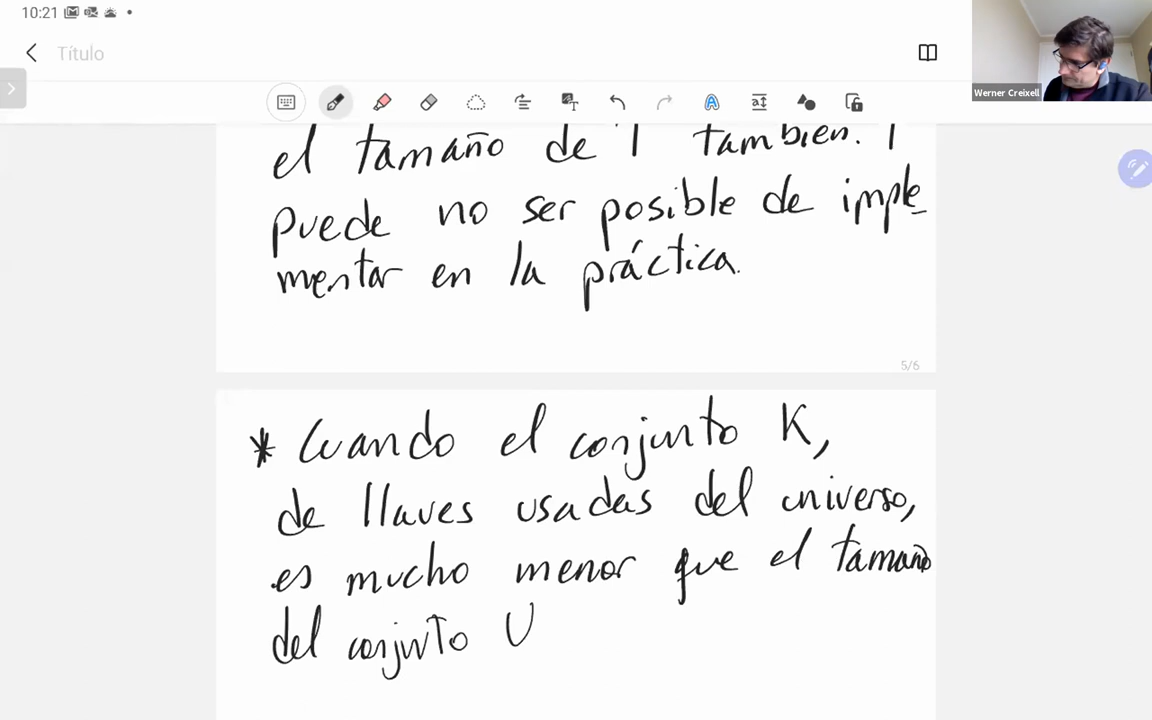 10:21
Título
Werner Creixell
el tamaño de T también. T
puede no ser posible de imple-
mentar en la práctica.
5/6
* Cuando el conjunto K,
de llaves usadas del universo,
es mucho menor que el tamaño
del conjunto U